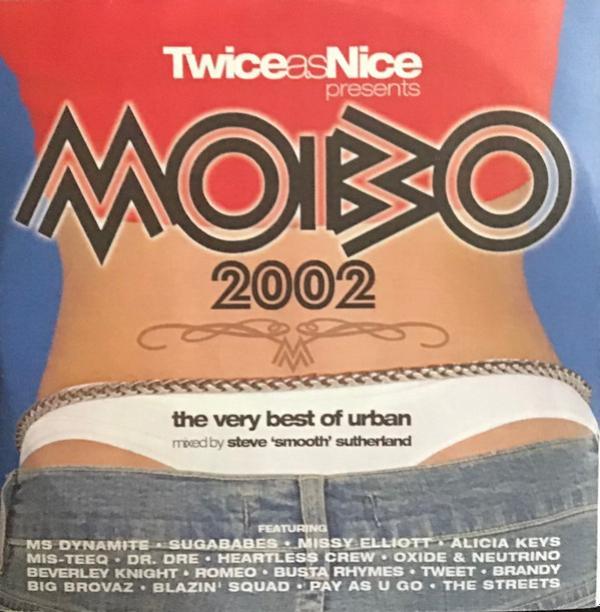 TwiceasNice
presents
MOBO
2002
M
the very best of urban
mixed by steve 'smooth' sutherland
FEATURING
MS DYNAMITE • SUGABABES • MISSY ELLIOTT • ALICIA KEYS
MIS-TEEQ • DR. DRE • HEARTLESS CREW • OXIDE & NEUTRINO
BEVERLEY KNIGHT • ROMEO • BUSTA RHYMES • TWEET • BRANDY
BIG BROVAZ • BLAZIN' SQUAD • PAY AS U GO • THE STREETS